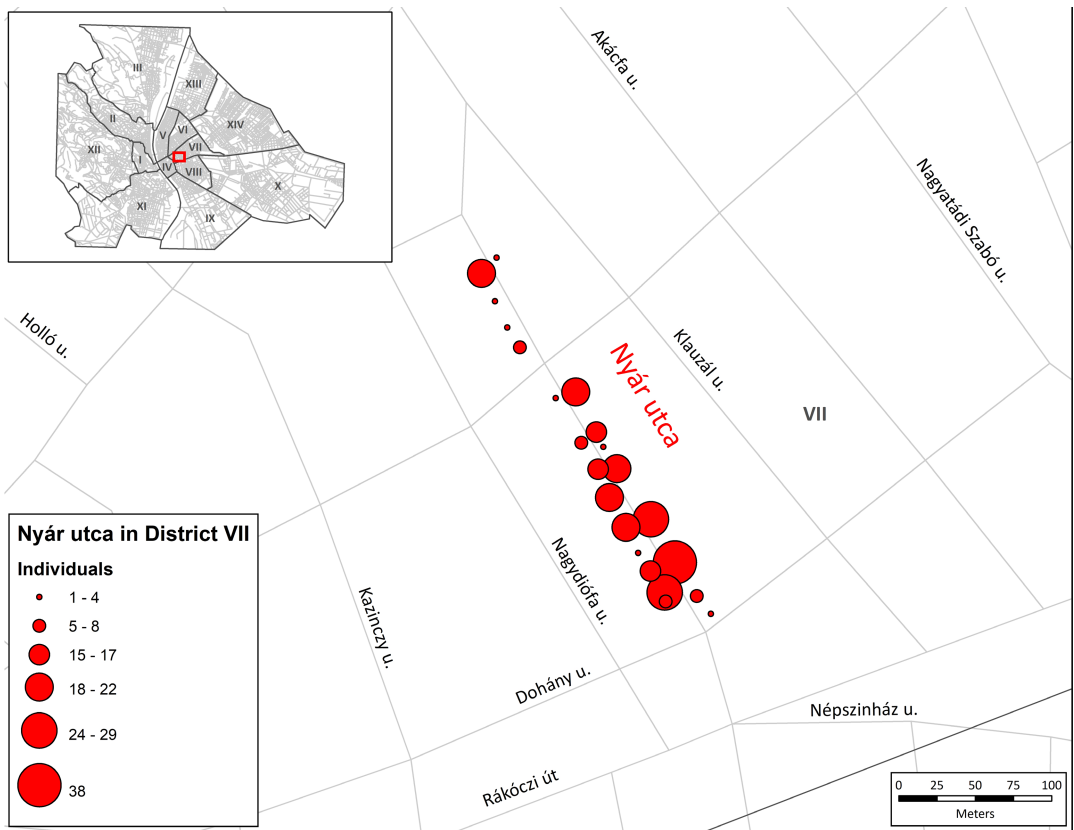 III
XIII
II
V
VI
XIV
XII
I
VII
IV
VIII
X
XI
IX
Akácfa u.
Nagyatádi Szabó u.
Holló u.
Klauzál u.
Nyár utca
VII
Nagydiófa u.
Kazinczy u.
Dohány u.
Népszinház u.
Rákóczi út
Nyár utca in District VII
Individuals
1 - 4
5 - 8
15 - 17
18 - 22
24 - 29
38
0 25 50 75 100
Meters